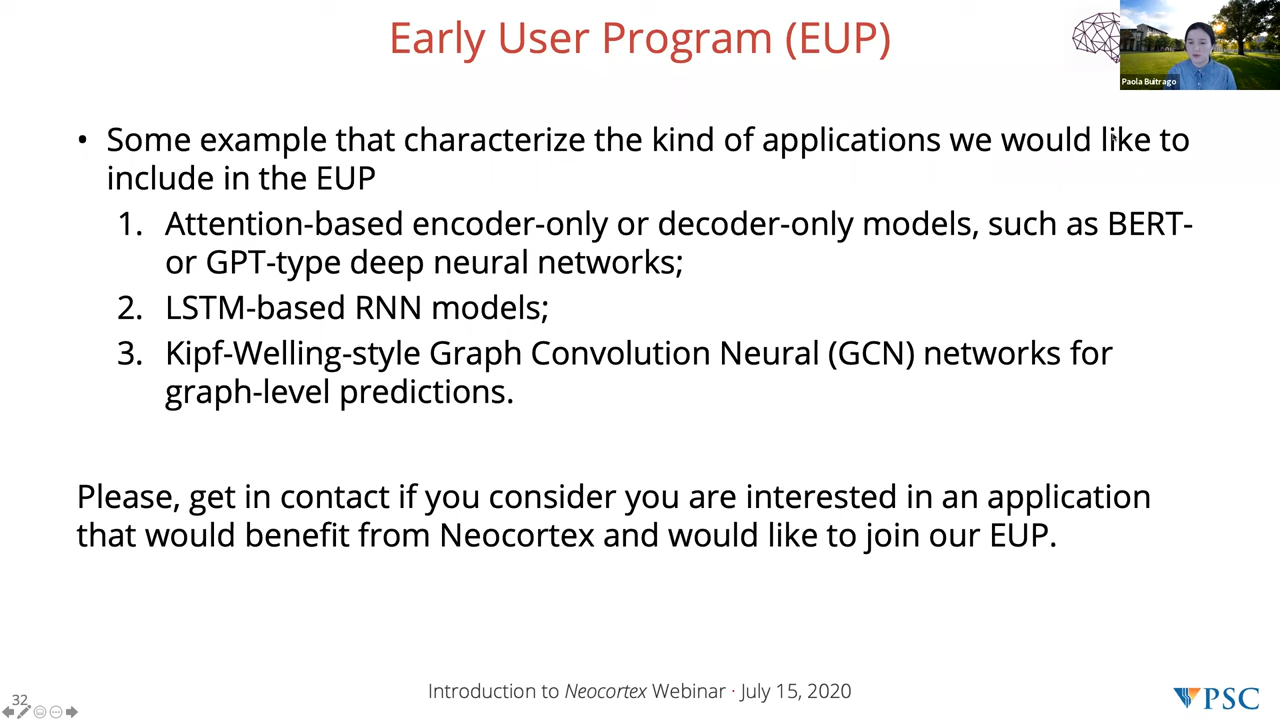 Early User Program (EUP)
Paola Buitrago
• Some example that characterize the kind of applications we would like to
include in the EUP
1. Attention-based encoder-only or decoder-only models, such as BERT-
or GPT-type deep neural networks;
2. LSTM-based RNN models;
3. Kipf-Welling-style Graph Convolution Neural (GCN) networks for
graph-level predictions.
Please, get in contact if you consider you are interested in an application
that would benefit from Neocortex and would like to join our EUP.
Introduction to Neocortex Webinar · July 15, 2020
32
PSC